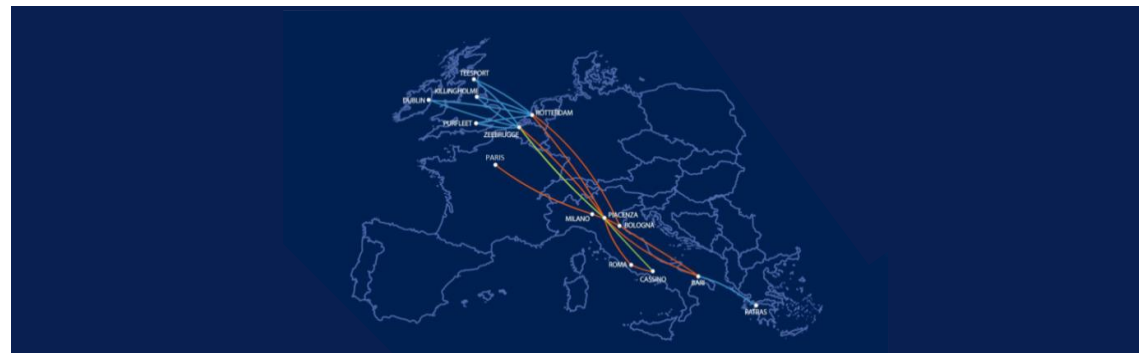 TEESPORT
KILLINGHOLME
DUBLIN
ROTTERDAM
PURFLEET
ZEEBRUGGE
PARIS
MILANO
PIACENZA
BOLOGNA
ROMA
CASSINO
BARI
PATRAS